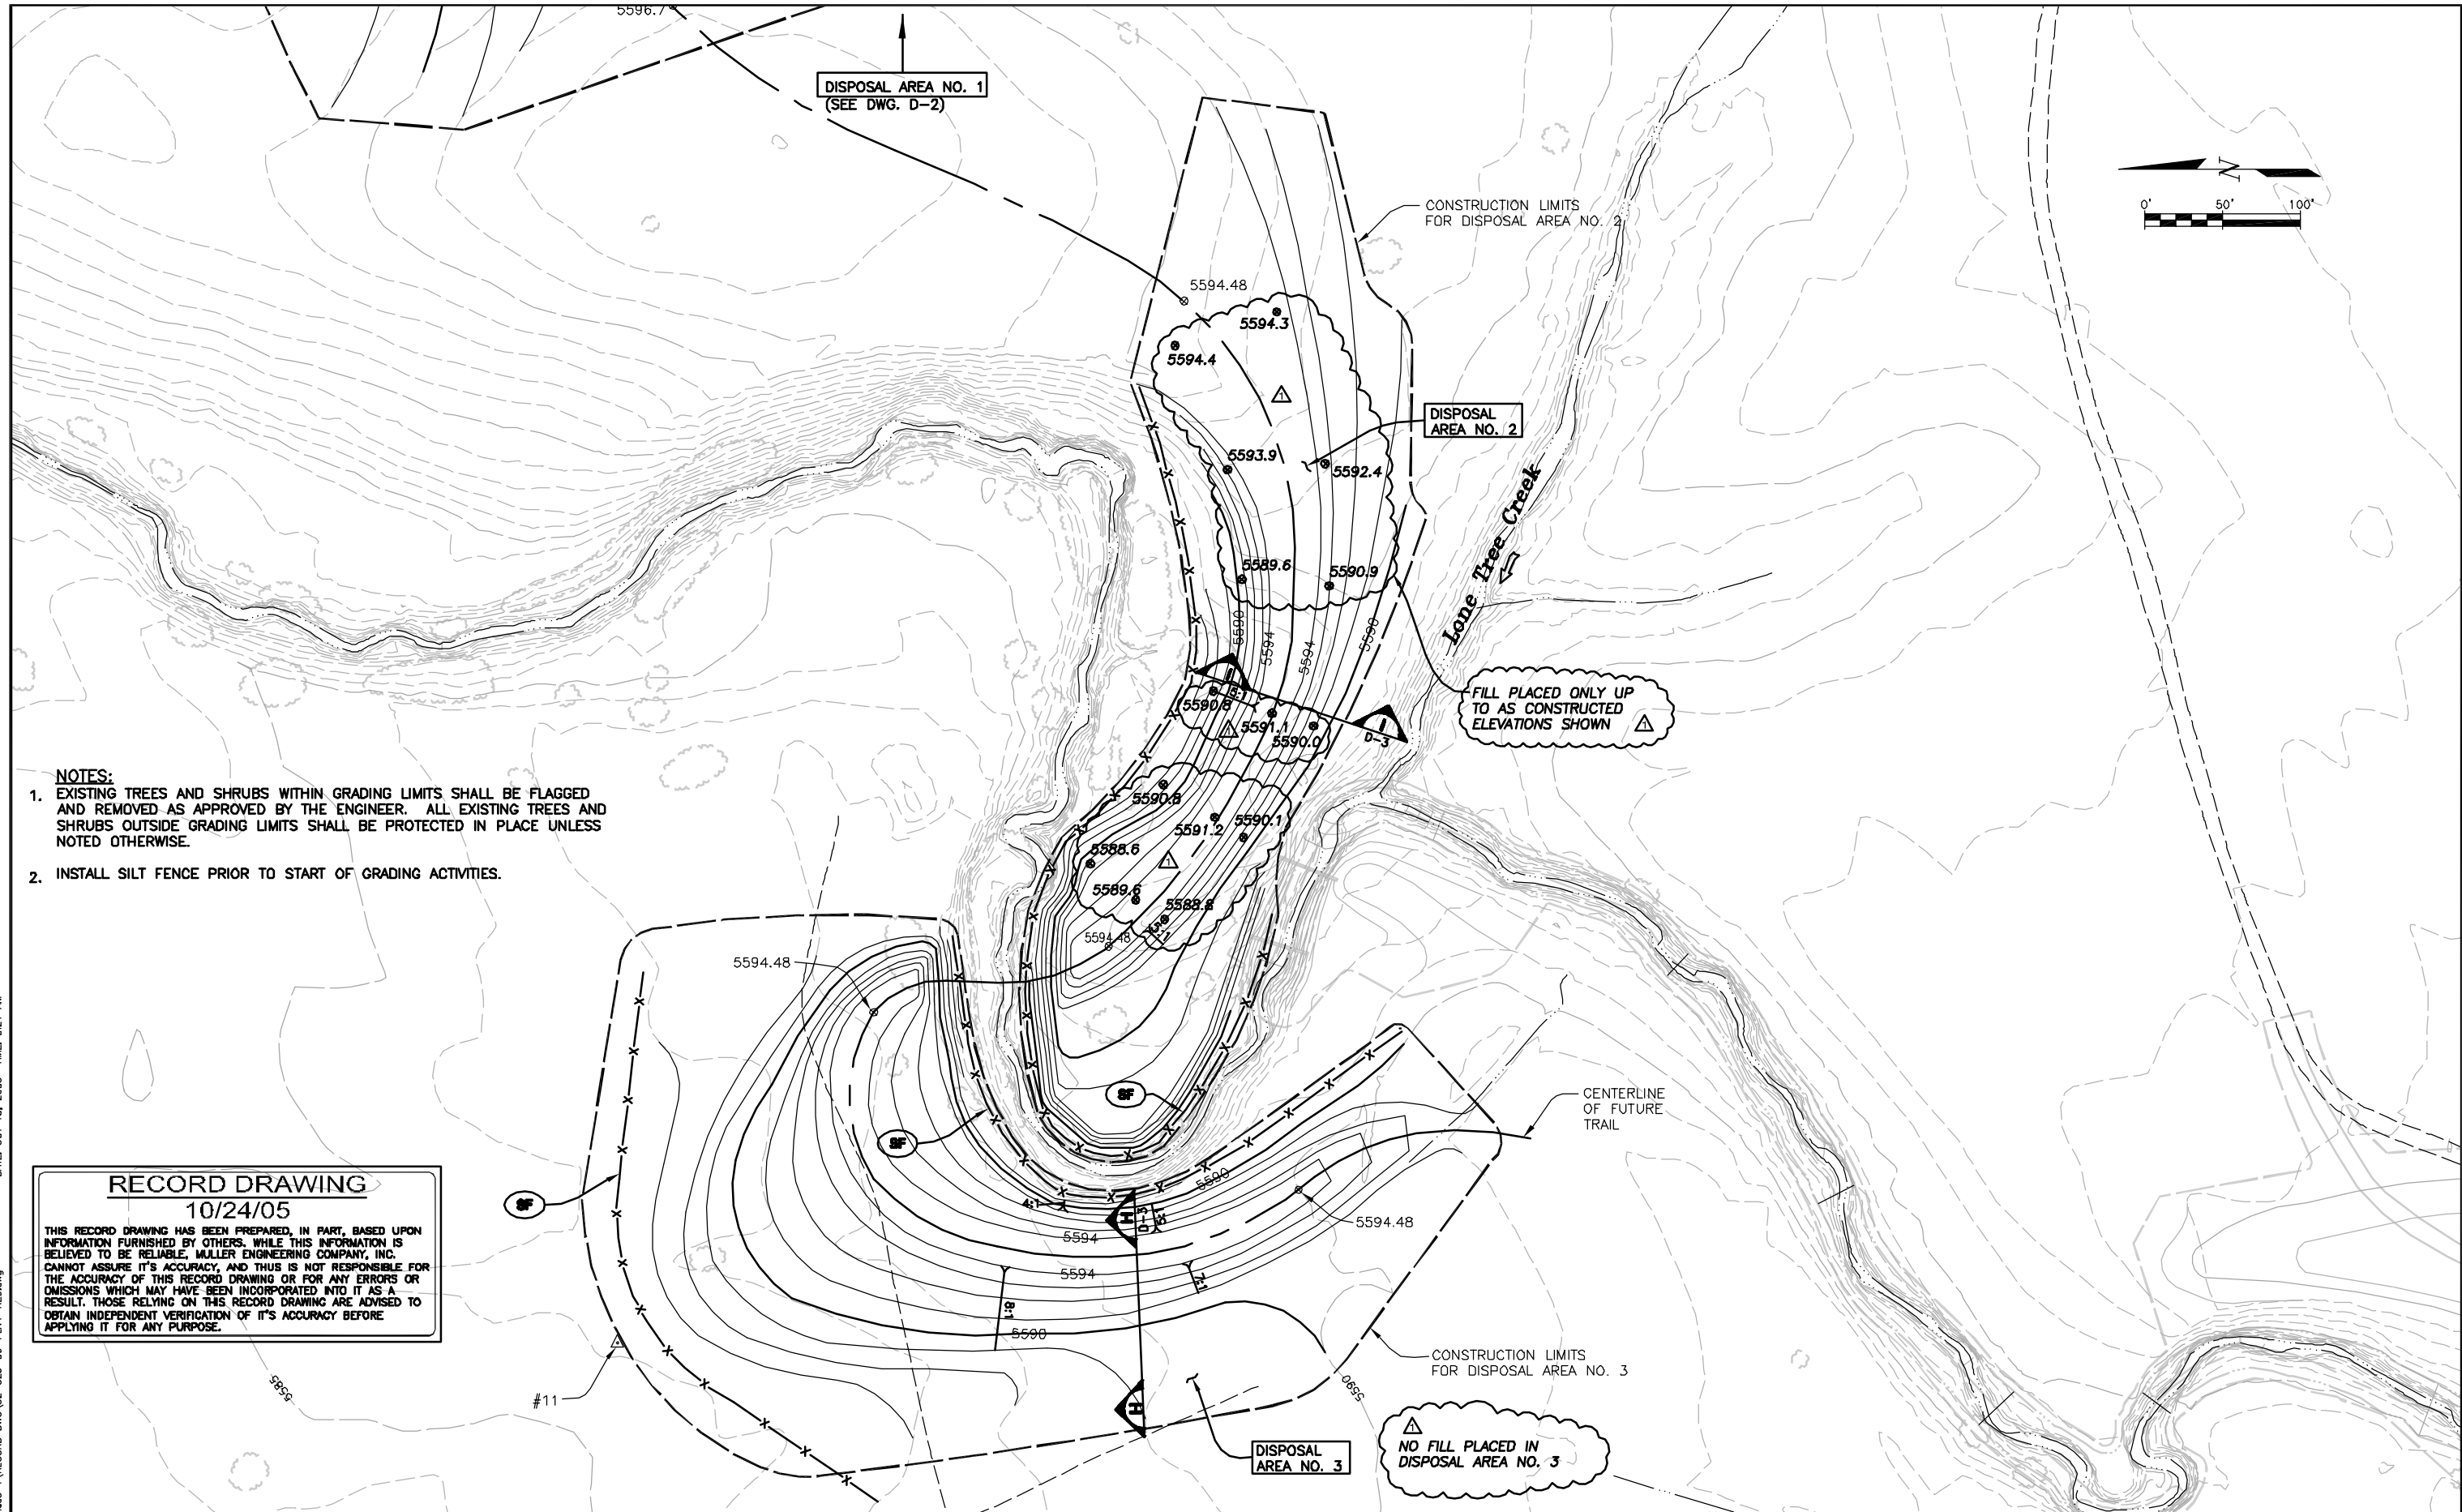 5596.7
DISPOSAL AREA NO. 1
(SEE DWG. D-2)
CONSTRUCTION LIMITS
FOR DISPOSAL AREA NO. 2
N
0' 50' 100'
5594.48
5594.3
5594.4
1
DISPOSAL
AREA NO. 2
5593.9
5592.4
5589.6
5590.9
Lone Tree Creek
5590
5594
5594
5590
FILL PLACED ONLY UP
TO AS CONSTRUCTED
ELEVATIONS SHOWN 1
I
I
D-3
5590.8
1
5591.1
5590.0
5590.8
5591.2
5590.1
5588.6
1
5589.6
5588.8
5594.48
5594.48
NOTES:
1. EXISTING TREES AND SHRUBS WITHIN GRADING LIMITS SHALL BE FLAGGED
AND REMOVED AS APPROVED BY THE ENGINEER. ALL EXISTING TREES AND
SHRUBS OUTSIDE GRADING LIMITS SHALL BE PROTECTED IN PLACE UNLESS
NOTED OTHERWISE.
2. INSTALL SILT FENCE PRIOR TO START OF GRADING ACTIVITIES.
SF
SF
SF
CENTERLINE
OF FUTURE
TRAIL
5590
4:1
H
D-3
5:1
5594.48
5594
5594
7:1
8:1
5590
RECORD DRAWING
10/24/05
THIS RECORD DRAWING HAS BEEN PREPARED, IN PART, BASED UPON
INFORMATION FURNISHED BY OTHERS. WHILE THIS INFORMATION IS
BELIEVED TO BE RELIABLE, MULLER ENGINEERING COMPANY, INC.
CANNOT ASSURE IT'S ACCURACY, AND THUS IS NOT RESPONSIBLE FOR
THE ACCURACY OF THIS RECORD DRAWING OR FOR ANY ERRORS OR
OMISSIONS WHICH MAY HAVE BEEN INCORPORATED INTO IT AS A
RESULT. THOSE RELYING ON THIS RECORD DRAWING ARE ADVISED TO
OBTAIN INDEPENDENT VERIFICATION OF IT'S ACCURACY BEFORE
APPLYING IT FOR ANY PURPOSE.
5585
#11
CONSTRUCTION LIMITS
FOR DISPOSAL AREA NO. 3
5590
H
DISPOSAL
AREA NO. 3
1
NO FILL PLACED IN
DISPOSAL AREA NO. 3